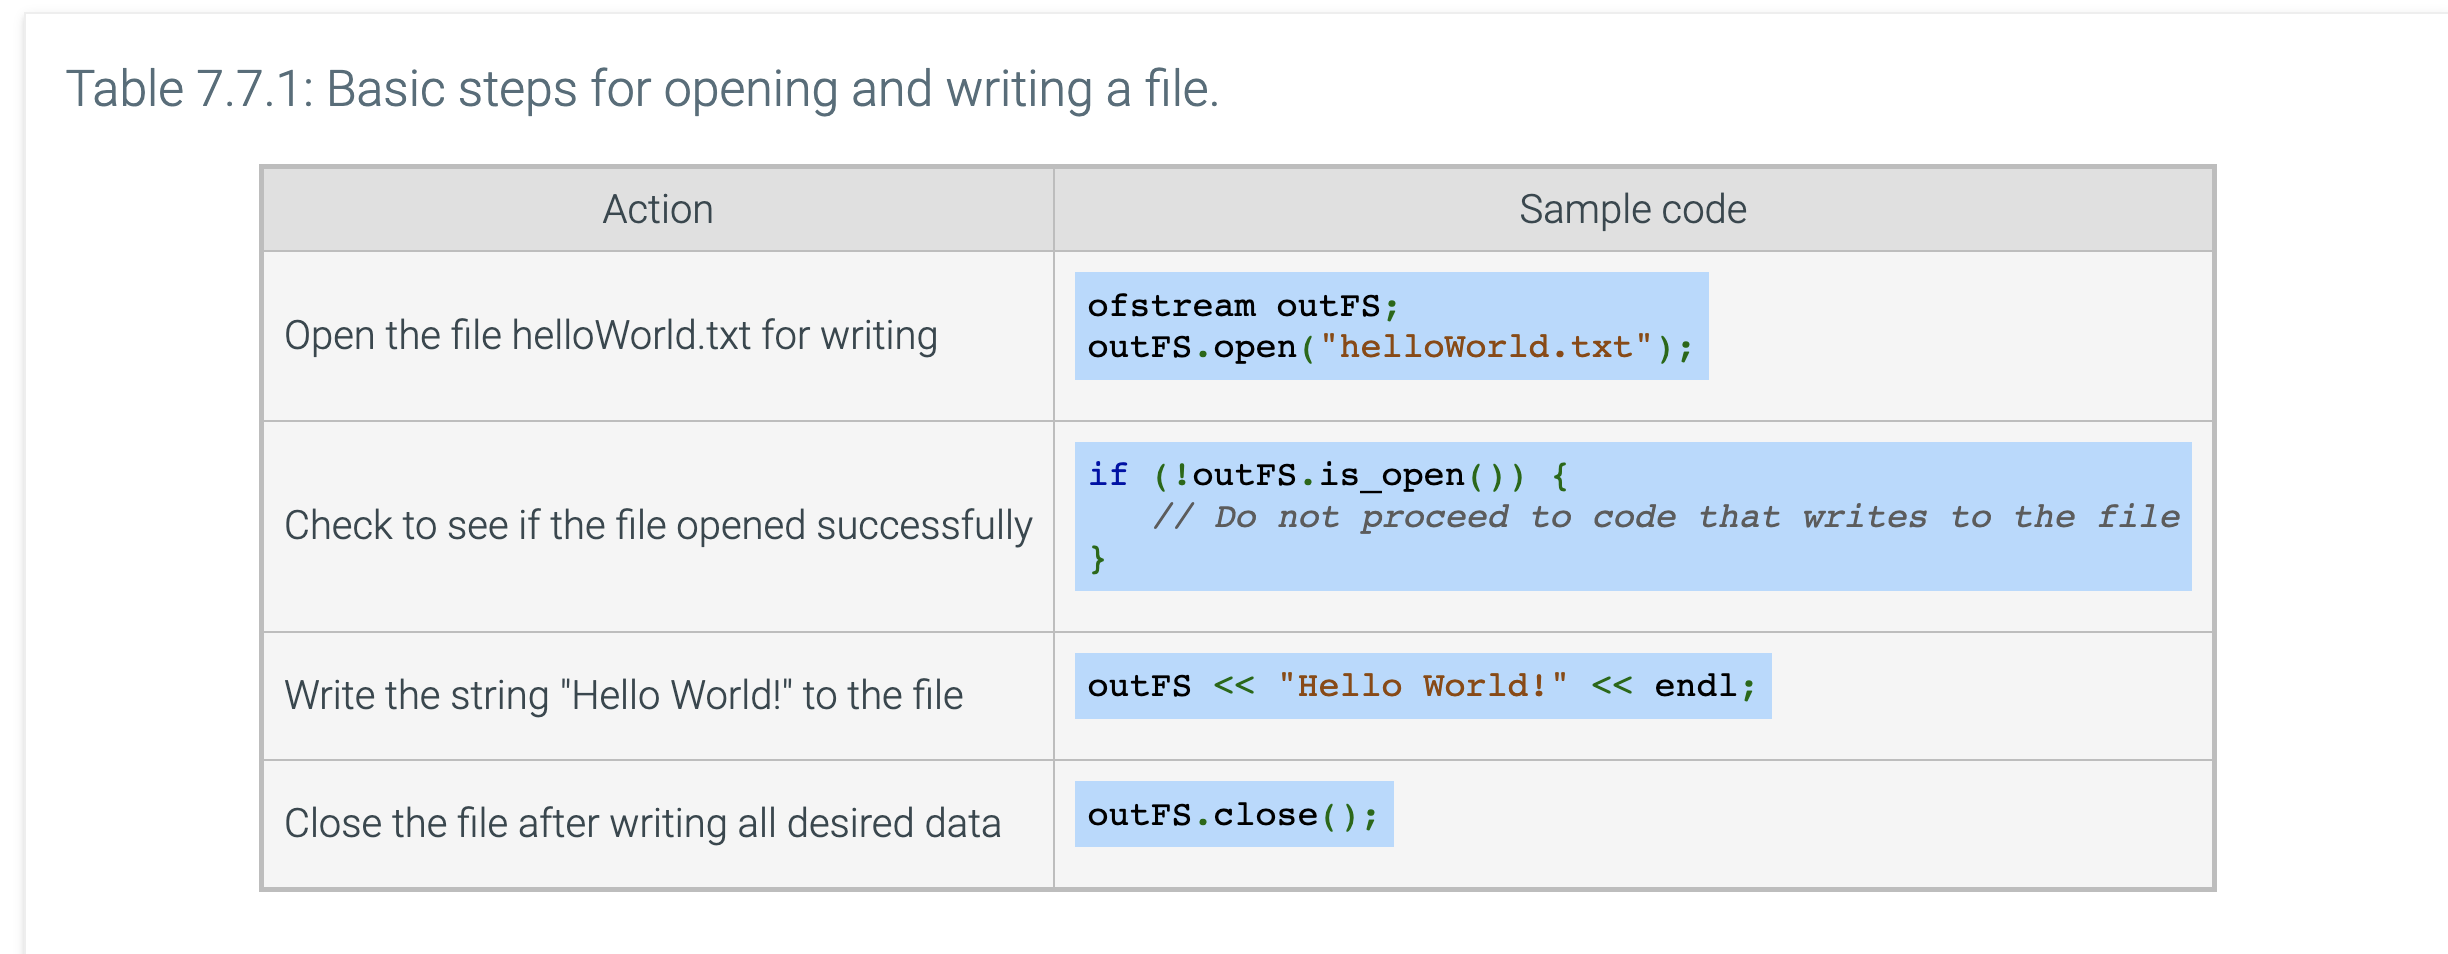 Table 7.7.1: Basic steps for opening and writing a file.
Action
Sample code
Open the file helloWorld.txt for writing
ofstream outFS;
outFS.open("helloWorld.txt");
Check to see if the file opened successfully
if (!outFS.is_open()) {
   // Do not proceed to code that writes to the file
}
Write the string "Hello World!" to the file
outFS << "Hello World!" << endl;
Close the file after writing all desired data
outFS.close();